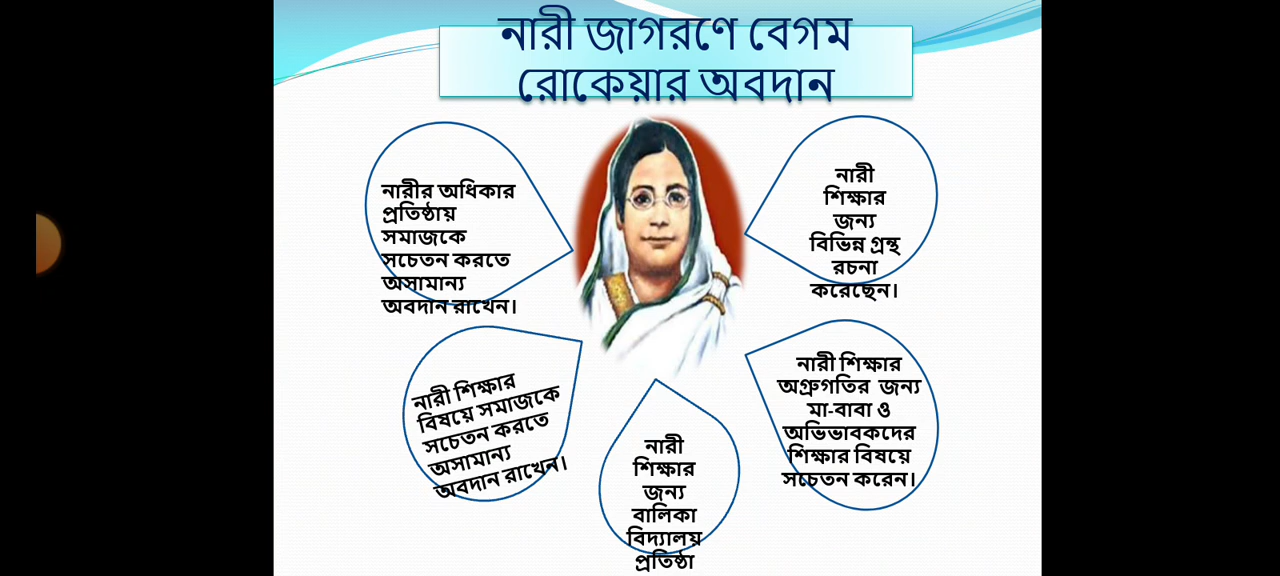 নারী জাগরণে বেগম
রোকেয়ার অবদান
নারীর অধিকার
প্রতিষ্ঠায়
সমাজকে
সচেতন করতে
অসামান্য
অবদান রাখেন।
নারী
শিক্ষার
জন্য
বিভিন্ন গ্রন্থ
রচনা
করেছেন।
নারী শিক্ষার
বিষয়ে সমাজকে
সচেতন করতে
অসামান্য
অবদান রাখেন।
নারী
শিক্ষার
জন্য
বালিকা
বিদ্যালয়
প্রতিষ্ঠা
নারী শিক্ষার
অগ্রুগতির জন্য
মা-বাবা ও
অভিভাবকদের
শিক্ষার বিষয়ে
সচেতন করেন।